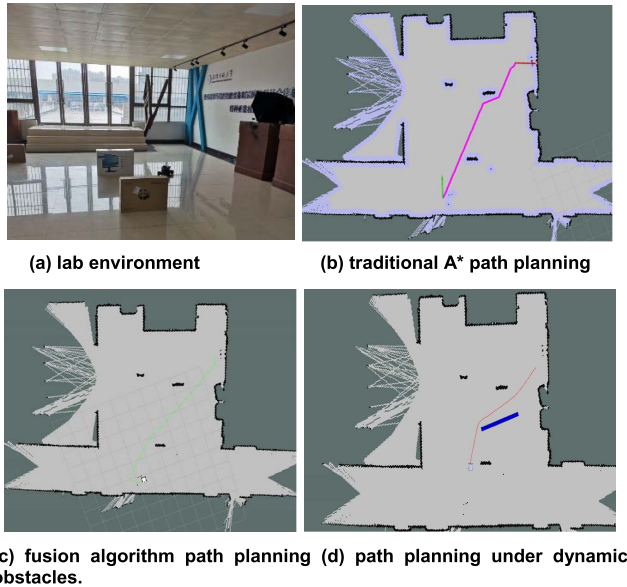 (a) lab environment
(b) traditional A* path planning
c) fusion algorithm path planning (d) path planning under dynamic
obstacles.